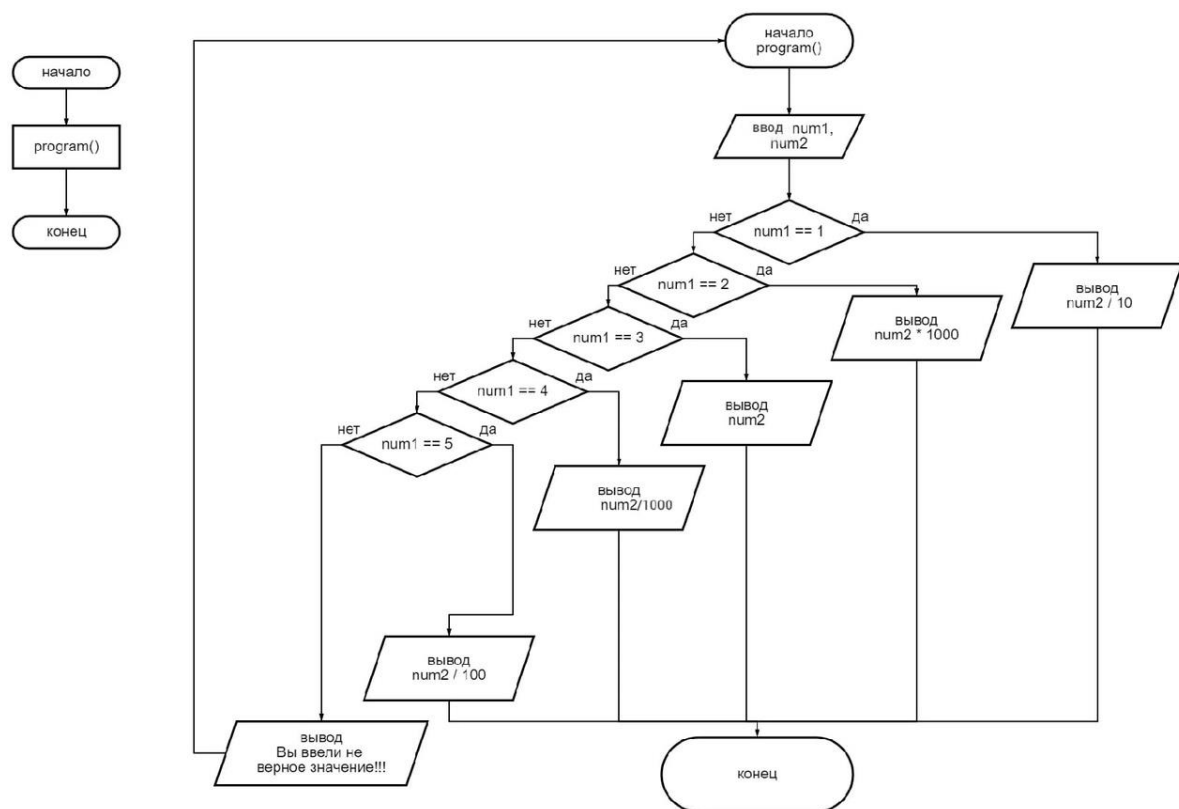 начало
program()
конец
начало
program()
ввод num1,
num2
нет
да
num1 == 1
нет
да
num1 == 2
вывод
num2 / 10
нет
да
num1 == 3
вывод
num2 * 1000
нет
да
num1 == 4
вывод
num2
нет
да
num1 == 5
вывод
num2/1000
вывод
num2 / 100
вывод
Вы ввели не
верное значение!!!
конец